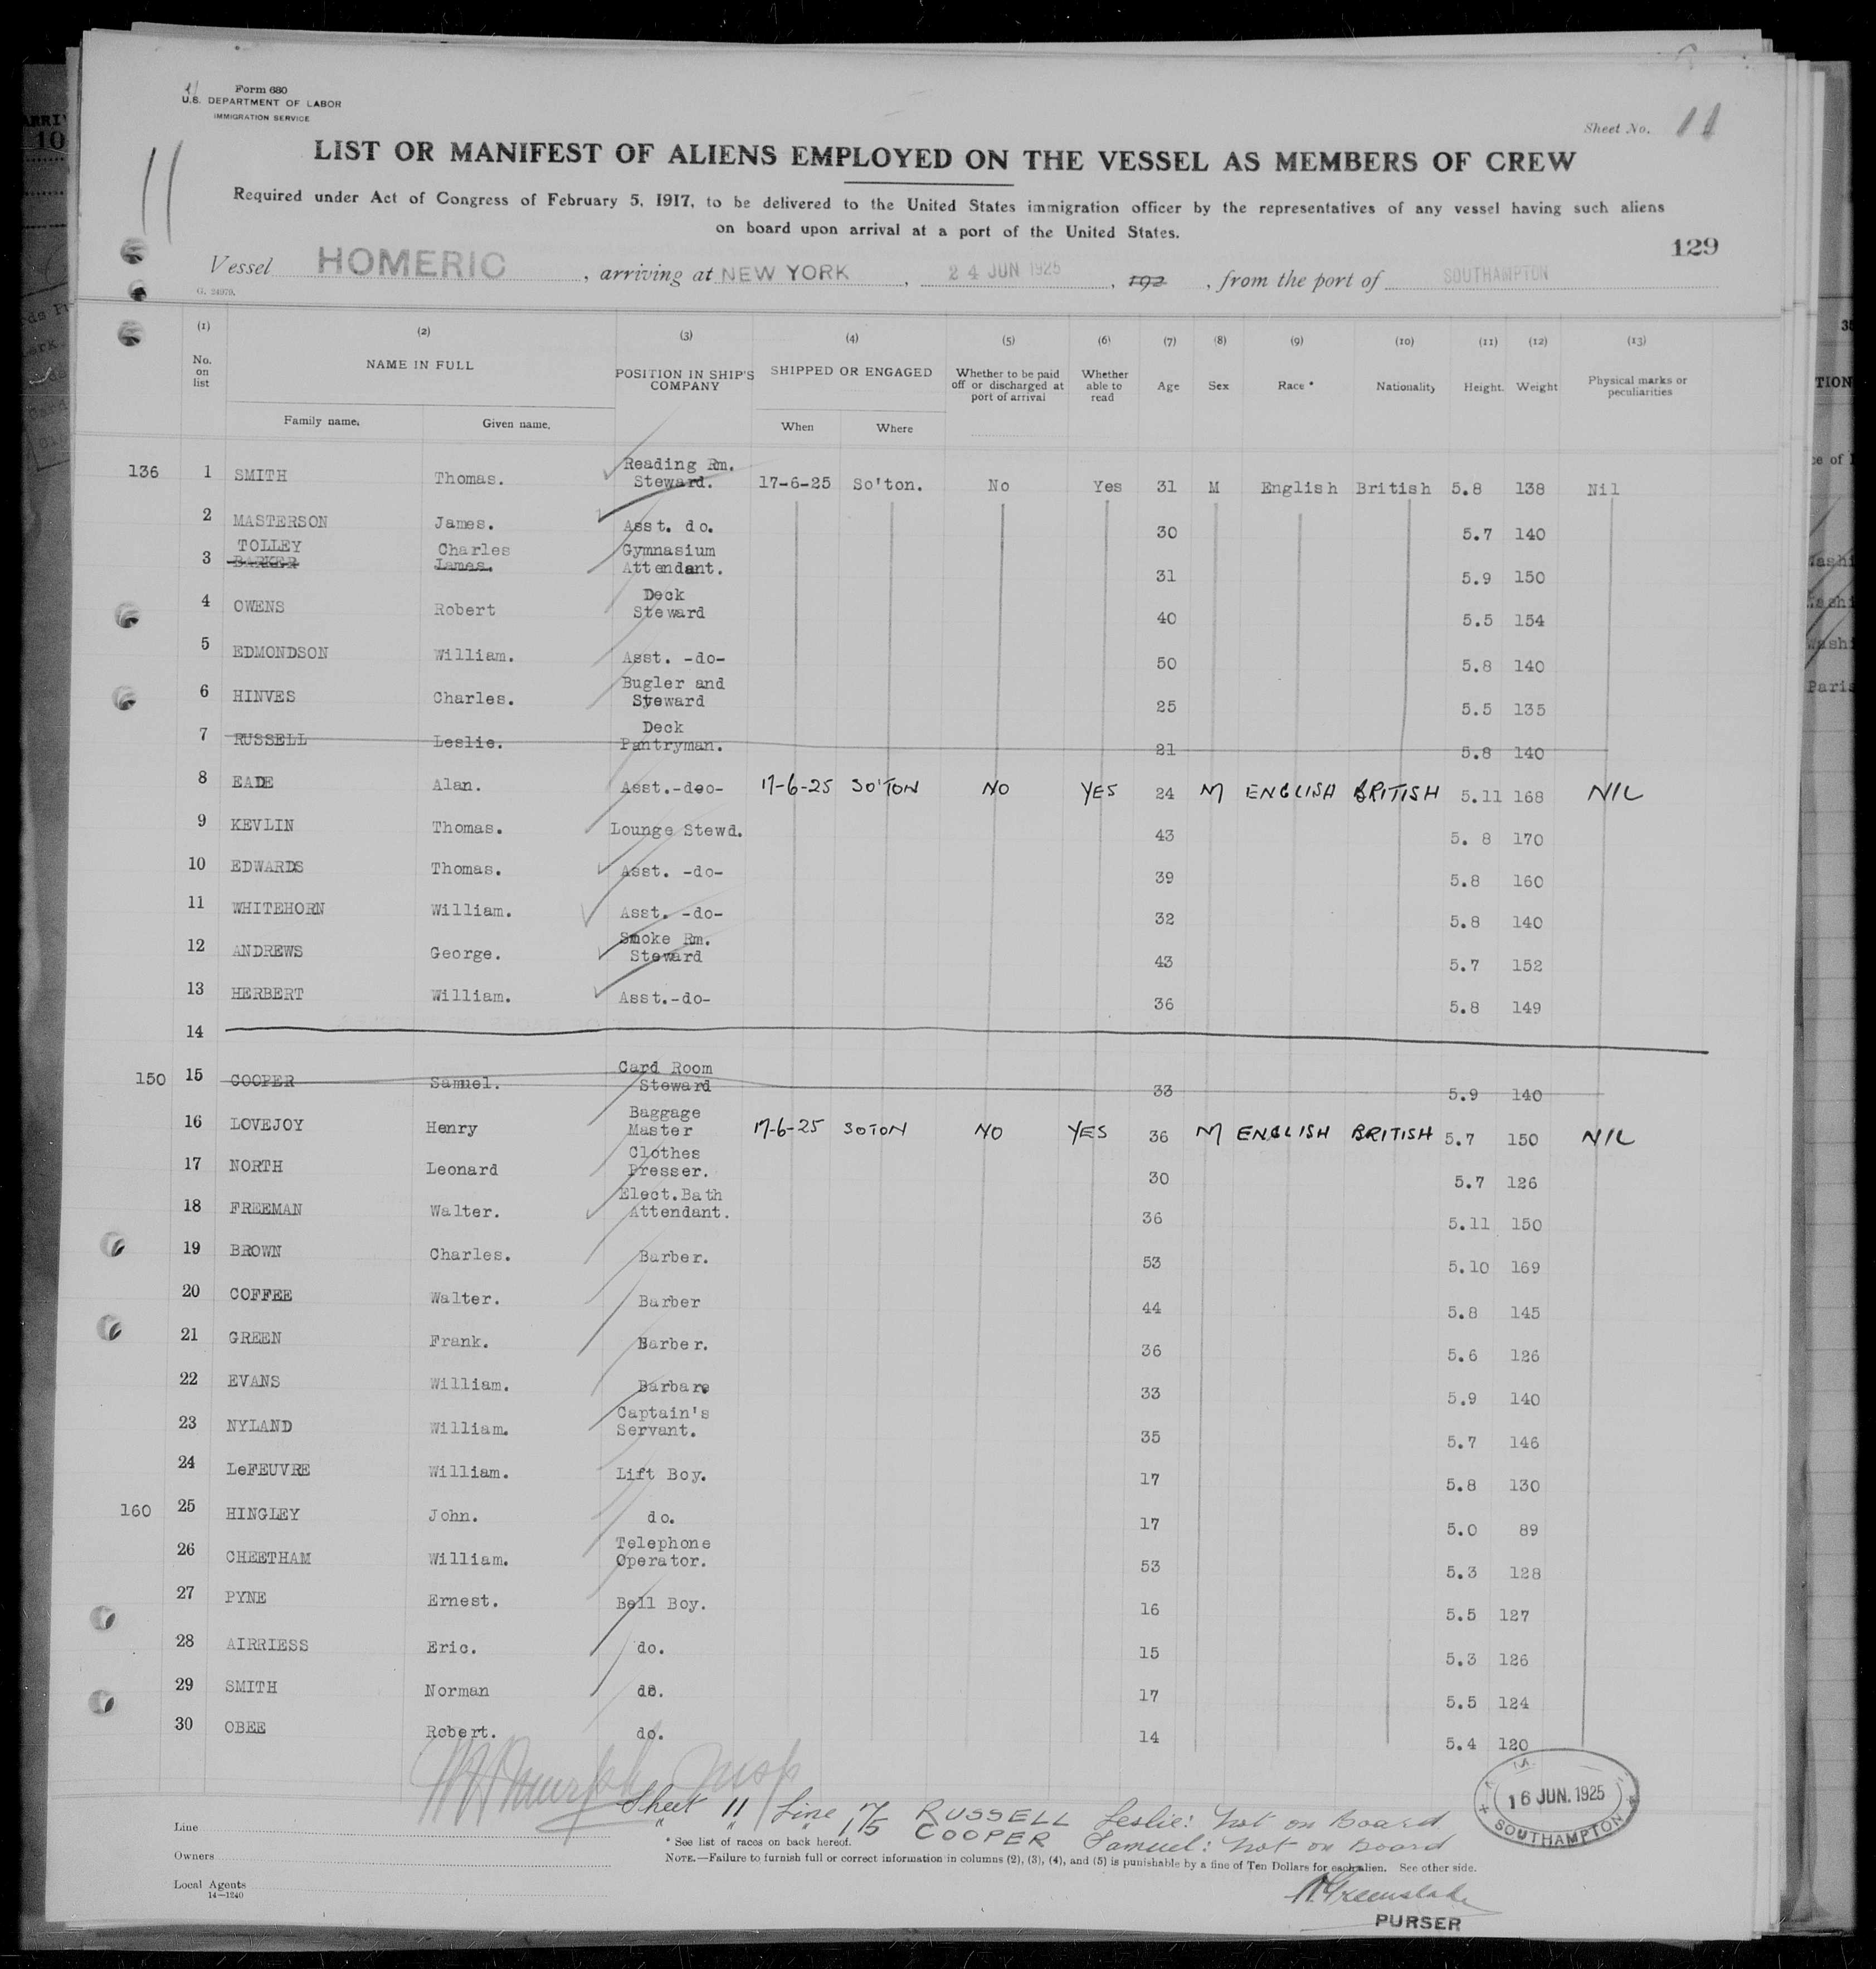 Form 680
U.S. DEPARTMENT OF LABOR
IMMIGRATION SERVICE
Sheet No. 11
11
LIST OR MANIFEST OF ALIENS EMPLOYED ON THE VESSEL AS MEMBERS OF CREW
Required under Act of Congress of February 5, 1917, to be delivered to the United States immigration officer by the representatives of any vessel having such aliens
on board upon arrival at a port of the United States.
129
Vessel HOMERIC, arriving at NEW YORK, 24 JUN 1925, 192, from the port of SOUTHAMPTON
G. 24979.
(1) (2) (3) (4) (5) (6) (7) (8) (9) (10) (11) (12) (13)
No. on list NAME IN FULL POSITION IN SHIP'S COMPANY SHIPPED OR ENGAGED Whether to be paid off or discharged at port of arrival Whether able to read Age Sex Race * Nationality Height. Weight Physical marks or peculiarities
Family name. Given name. When Where
136 1 SMITH Thomas. Reading Rm. Steward. 17-6-25 So'ton. No Yes 31 M English British 5.8 138 Nil
2 MASTERSON James. Asst. do. 30 5.7 140
3 TOLLEY BARKER Charles James. Gymnasium Attendant. 31 5.9 150
4 OWENS Robert Deck Steward 40 5.5 154
5 EDMONDSON William. Asst. -do- 50 5.8 140
6 HINVES Charles. Bugler and Steward 25 5.5 135
7 RUSSELL Leslie. Deck Pantryman. 21 5.8 140
8 EADE Alan. Asst.-deo- 17-6-25 SO'TON NO YES 24 M ENGLISH BRITISH 5.11 168 NIL
9 KEVLIN Thomas. Lounge Stewd. 43 5. 8 170
10 EDWARDS Thomas. Asst. -do- 39 5.8 160
11 WHITEHORN William. Asst. -do- 32 5.8 140
12 ANDREWS George. Smoke Rm. Steward 43 5.7 152
13 HERBERT William. Asst.-do- 36 5.8 149
14
150 15 COOPER Samuel. Card Room Steward 33 5.9 140
16 LOVEJOY Henry Baggage Master 17-6-25 SOTON NO YES 36 M ENGLISH BRITISH 5.7 150 NIL
17 NORTH Leonard Clothes Presser. 30 5.7 126
18 FREEMAN Walter. Elect.Bath Attendant. 36 5.11 150
19 BROWN Charles. Barber. 53 5.10 169
20 COFFEE Walter. Barber 44 5.8 145
21 GREEN Frank. Barber. 36 5.6 126
22 EVANS William. Barbare 33 5.9 140
23 NYLAND William. Captain's Servant. 35 5.7 146
24 LeFEUVRE William. Lift Boy. 17 5.8 130
160 25 HINGLEY John. do. 17 5.0 89
26 CHEETHAM William. Telephone Operator. 53 5.3 128
27 PYNE Ernest. Bell Boy. 16 5.5 127
28 AIRRIESS Eric. do. 15 5.3 126
29 SMITH Norman do. 17 5.5 124
30 OBEE Robert. do. 14 5.4 120
16 JUN. 1925
SOUTHAMPTON
Sheet 11 Line 7 RUSSELL Leslie: Not on Board
" " " 15 COOPER Samuel: Not on Board
Line
* See list of races on back hereof.
Owners
NOTE.—Failure to furnish full or correct information in columns (2), (3), (4), and (5) is punishable by a fine of Ten Dollars for each alien. See other side.
Local Agents
14—1240
PURSER